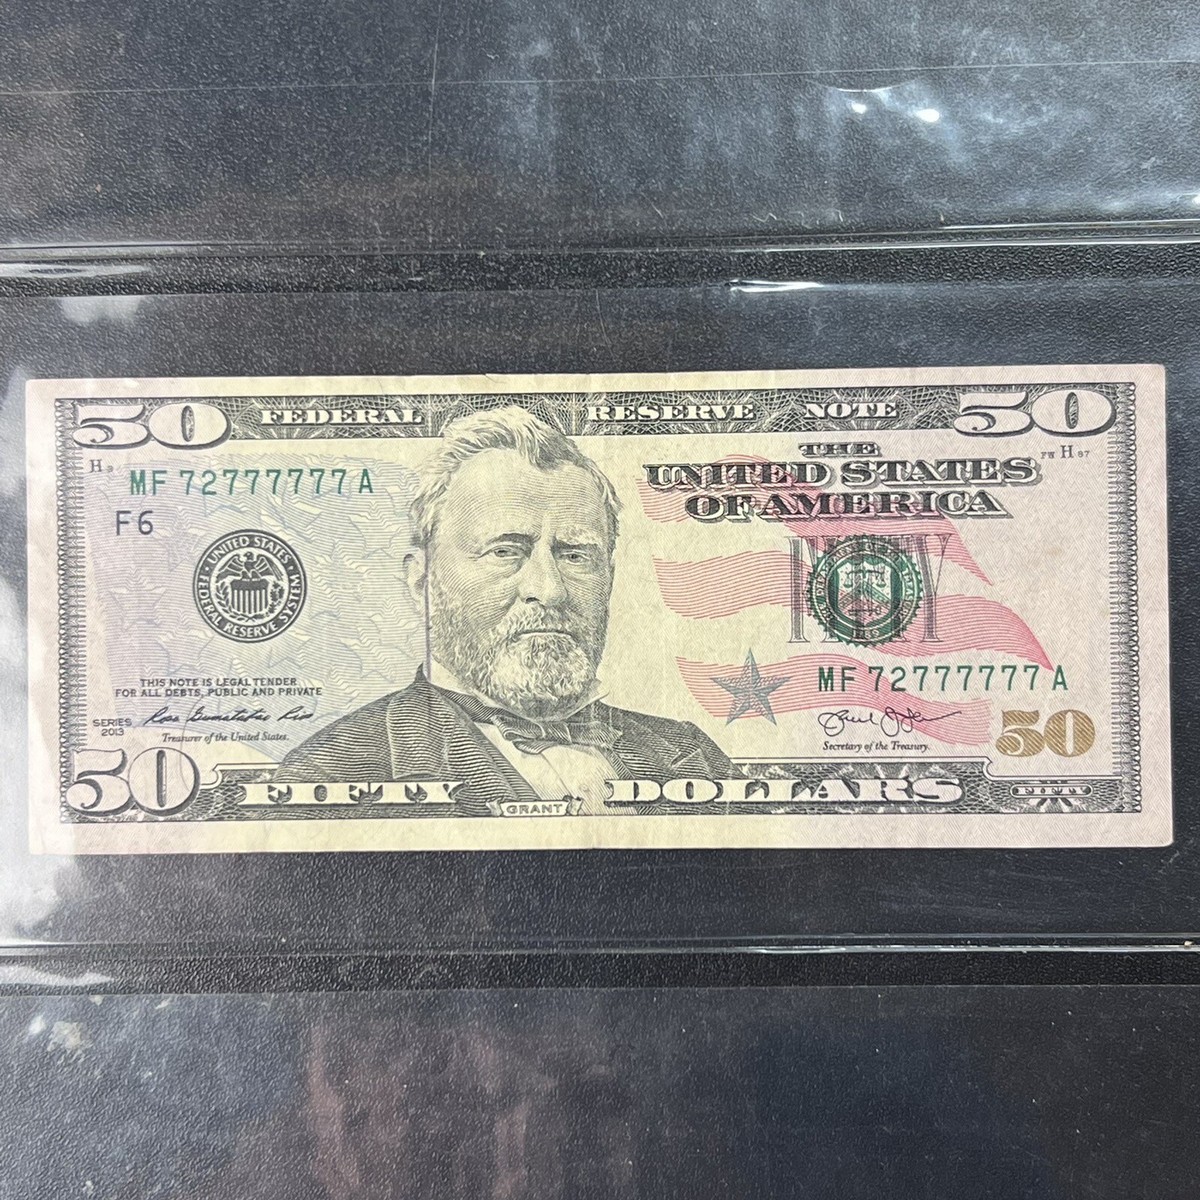 50 FEDERAL RESERVE NOTE 50
THE
UNITED STATES
OF AMERICA
FW H 87
H
MF 72777777 A
F6
UNITED STATES FEDERAL RESERVE SYSTEM
FIFTY
1789
THIS NOTE IS LEGAL TENDER
FOR ALL DEBTS, PUBLIC AND PRIVATE
MF 72777777 A
SERIES
2013
Treasurer of the United States.
Secretary of the Treasury.
50
50 FIFTY GRANT DOLLARS FIFTY